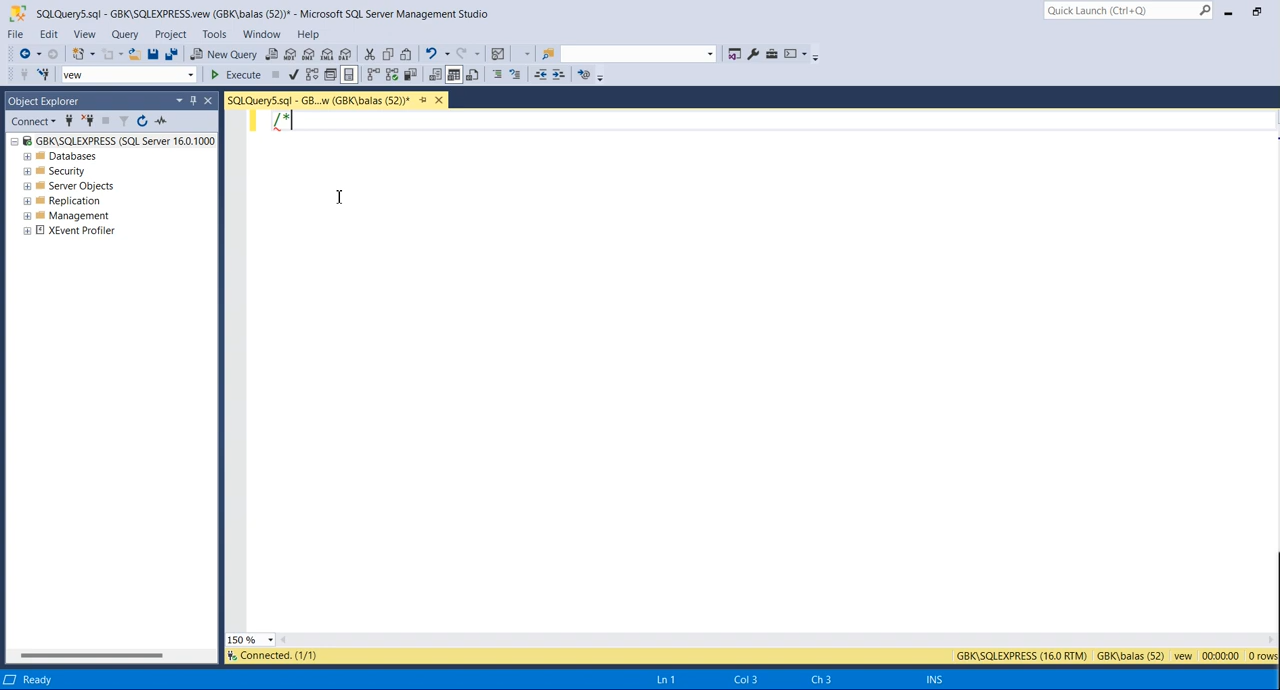 SQLQuery5.sql - GBK\SQLEXPRESS.vew (GBK\balas (52))* - Microsoft SQL Server Management Studio
Quick Launch (Ctrl+Q)
File Edit View Query Project Tools Window Help
New Query
vew
Execute
Object Explorer
SQLQuery5.sql - GB...w (GBK\balas (52))*
Connect
/*
GBK\SQLEXPRESS (SQL Server 16.0.1000
Databases
Security
Server Objects
Replication
Management
XEvent Profiler
150 %
Connected. (1/1)
GBK\SQLEXPRESS (16.0 RTM) GBK\balas (52) vew 00:00:00 0 rows
Ready
Ln 1
Col 3
Ch 3
INS